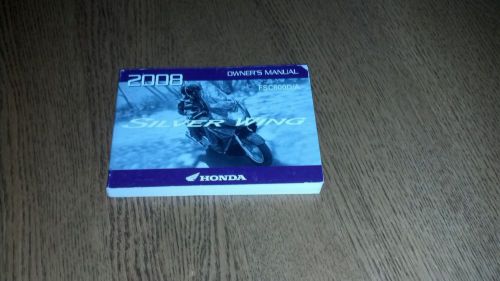 2008
OWNER'S MANUAL
FSC600D/A
SILVER WING
HONDA